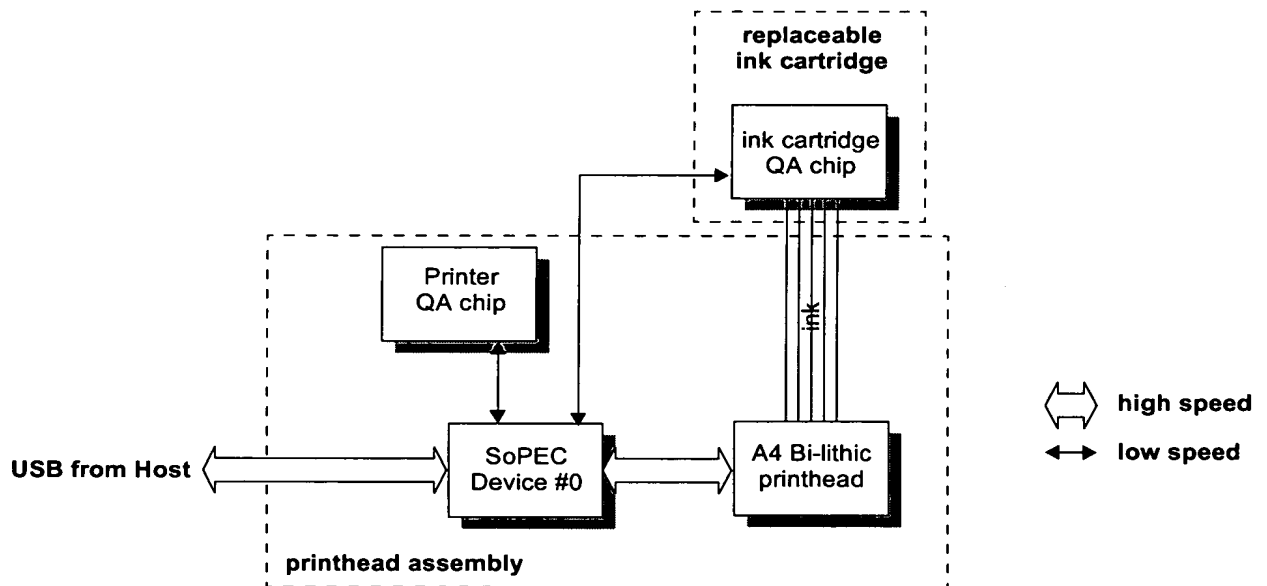 replaceable
ink cartridge
ink cartridge
QA chip
Printer
QA chip
ink
high speed
low speed
USB from Host
SoPEC
Device #0
A4 Bi-lithic
printhead
printhead assembly